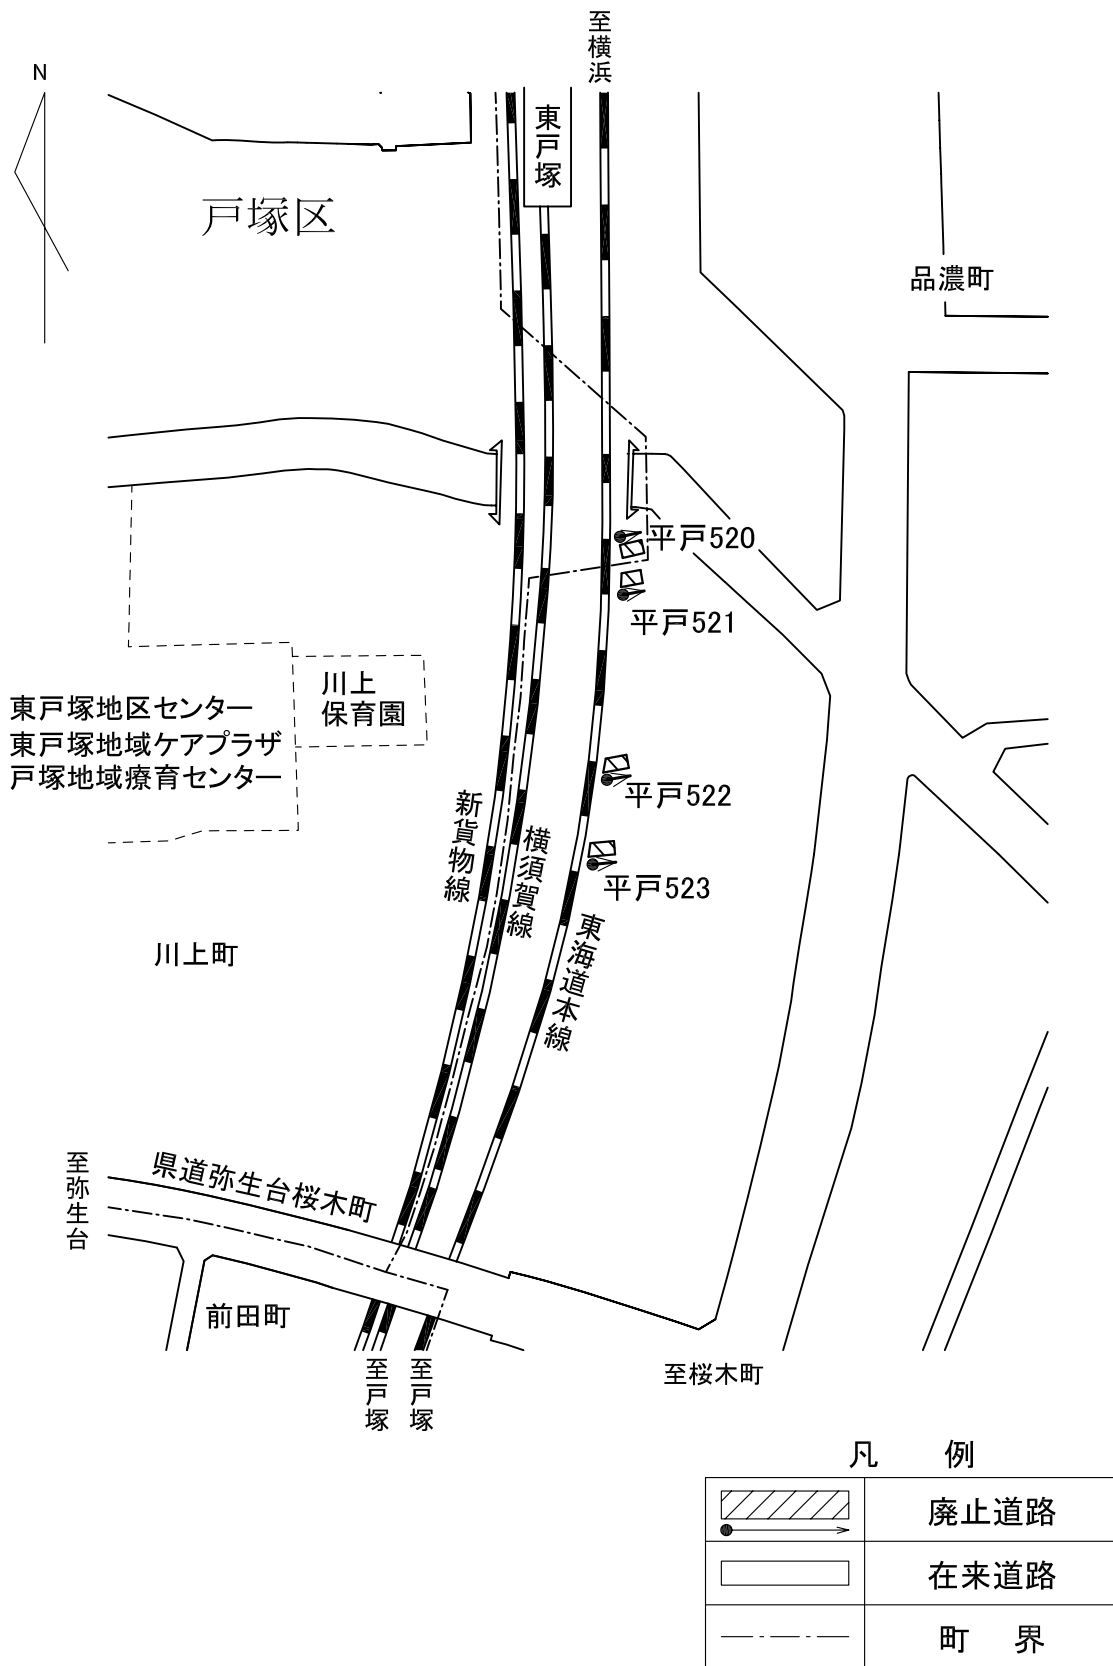 至横浜
N
東戸塚
戸塚区
品濃町
平戸520
平戸521
川上
保育園
東戸塚地区センター
東戸塚地域ケアプラザ
戸塚地域療育センター
平戸522
新貨物線
横須賀線
平戸523
東海道本線
川上町
至弥生台
県道弥生台桜木町
前田町
至戸塚
至戸塚
至桜木町
凡 例
廃止道路
在来道路
町 界